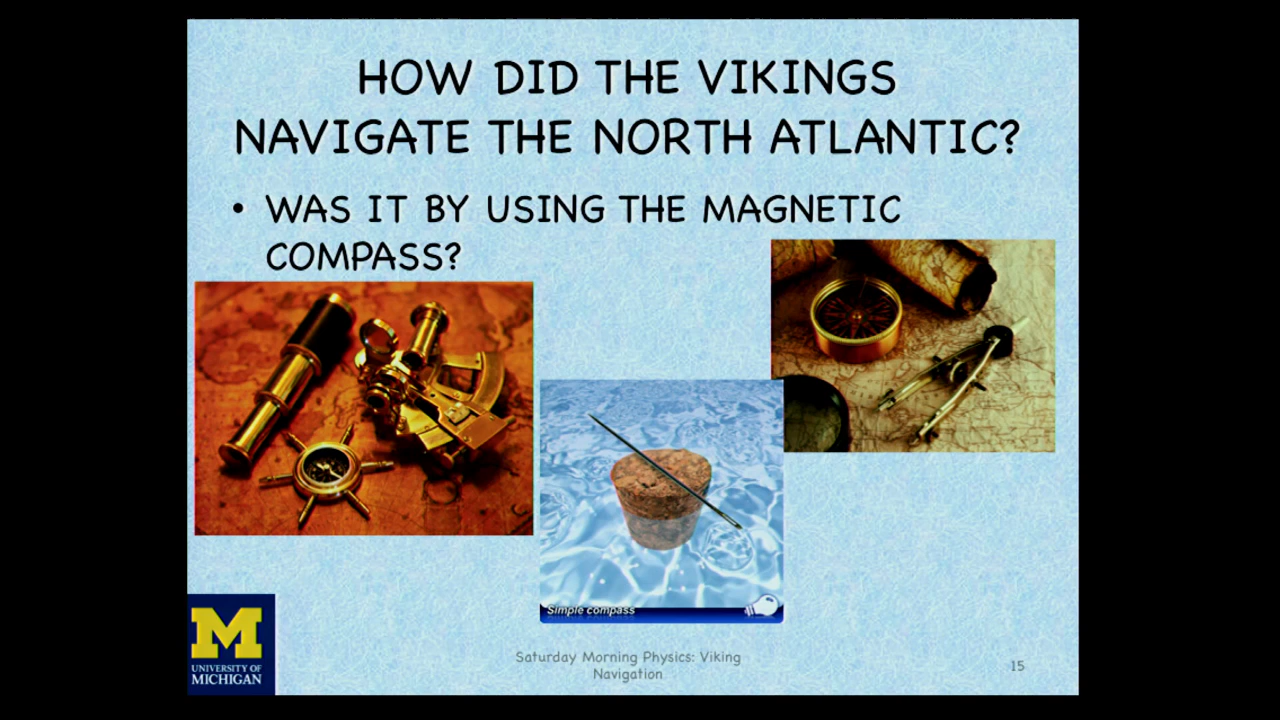 HOW DID THE VIKINGS
NAVIGATE THE NORTH ATLANTIC?
• WAS IT BY USING THE MAGNETIC
COMPASS?
Simple compass
M
UNIVERSITY OF
MICHIGAN
Saturday Morning Physics: Viking
Navigation
15